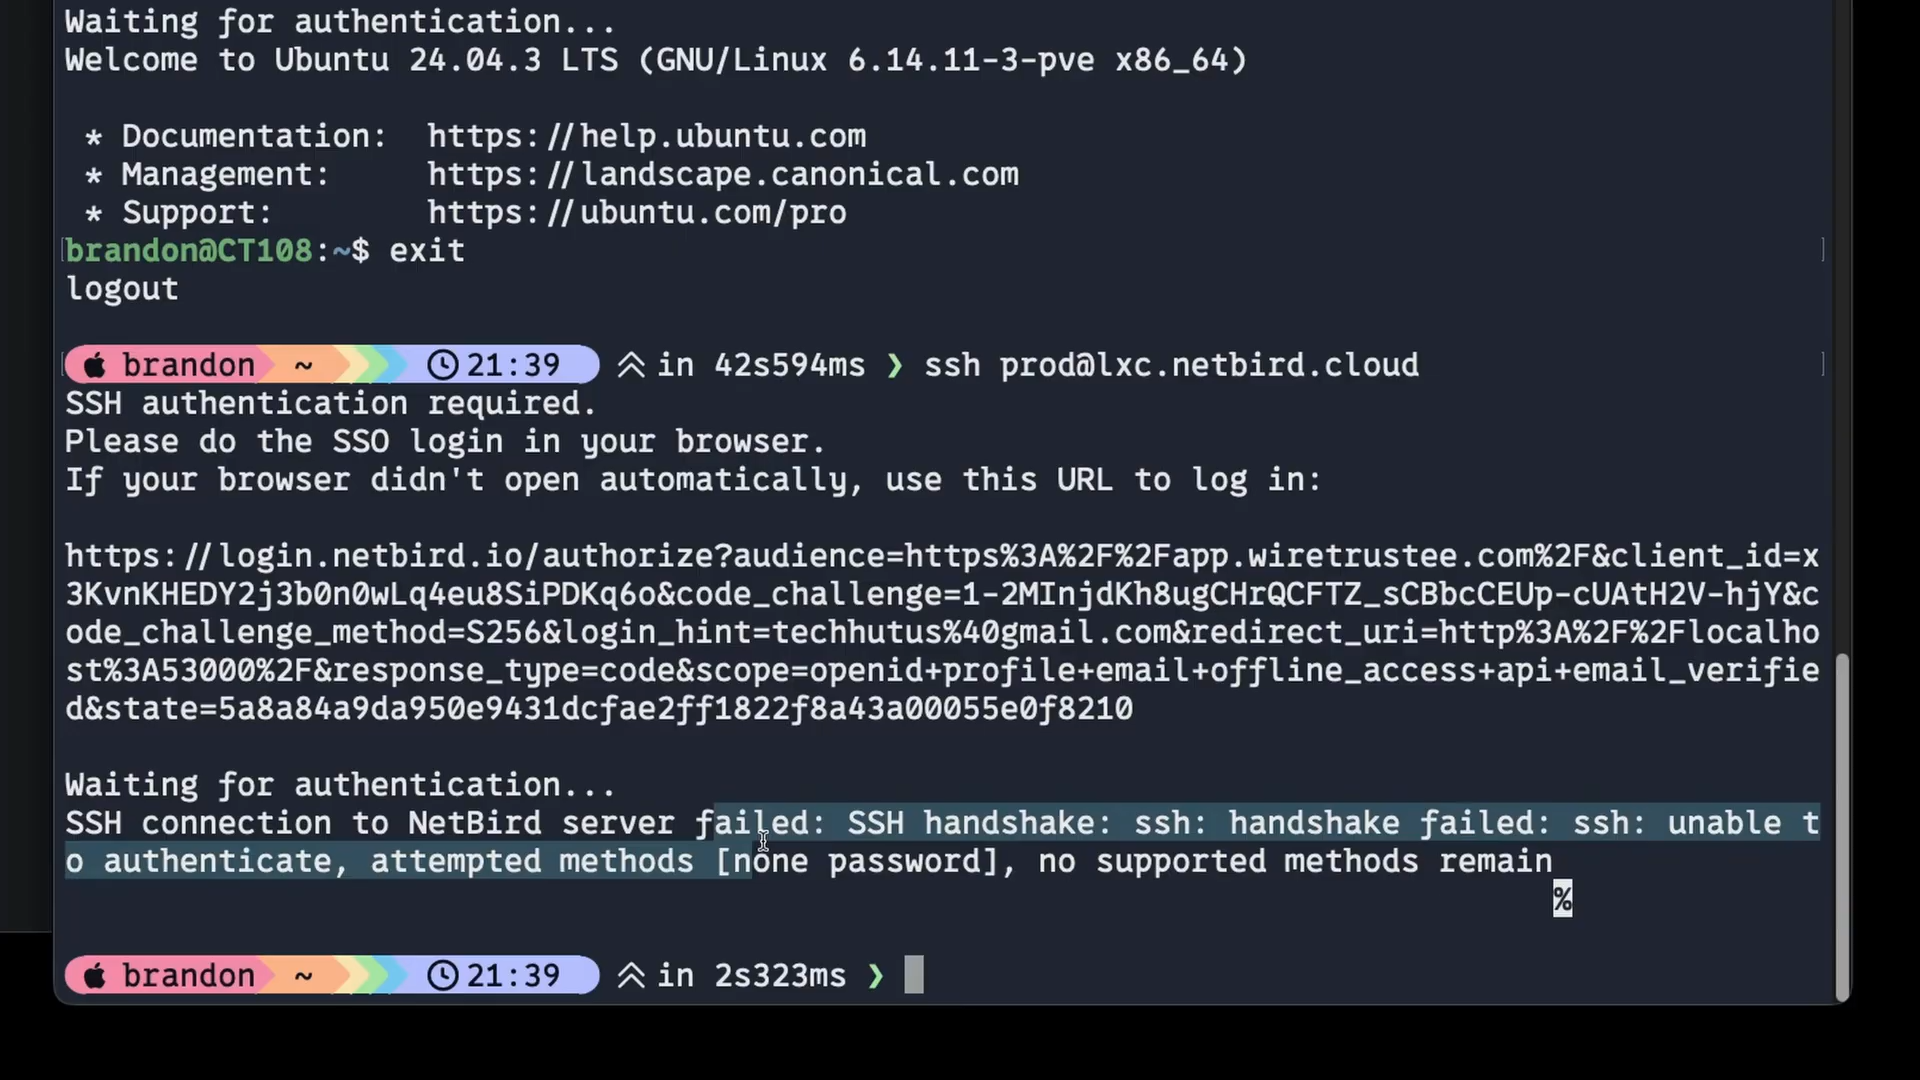 Waiting for authentication...
Welcome to Ubuntu 24.04.3 LTS (GNU/Linux 6.14.11-3-pve x86_64)
* Documentation: https://help.ubuntu.com
* Management: https://landscape.canonical.com
* Support: https://ubuntu.com/pro
brandon@CT108:~$ exit
logout
brandon ~ 21:39 in 42s594ms ❯ ssh prod@lxc.netbird.cloud
SSH authentication required.
Please do the SSO login in your browser.
If your browser didn't open automatically, use this URL to log in:
https://login.netbird.io/authorize?audience=https%3A%2F%2Fapp.wiretrustee.com%2F&client_id=x
3KvnKHEDY2j3b0n0wLq4eu8SiPDKq6o&code_challenge=1-2MInjdKh8ugCHrQCFTZ_sCBbcCEUp-cUAtH2V-hjY&c
ode_challenge_method=S256&login_hint=techhutus%40gmail.com&redirect_uri=http%3A%2F%2Flocalho
st%3A53000%2F&response_type=code&scope=openid+profile+email+offline_access+api+email_verifie
d&state=5a8a84a9da950e9431dcfae2ff1822f8a43a00055e0f8210
Waiting for authentication...
SSH connection to NetBird server failed: SSH handshake: ssh: handshake failed: ssh: unable t
o authenticate, attempted methods [none password], no supported methods remain
%
brandon ~ 21:39 in 2s323ms ❯